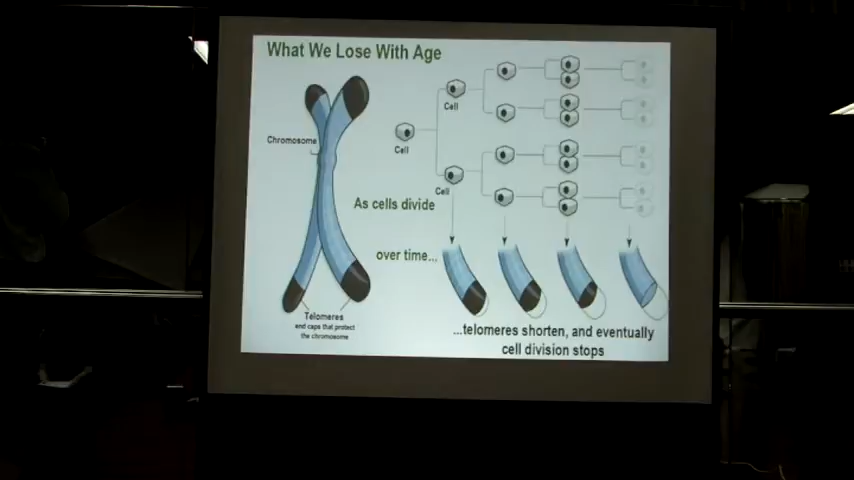 What We Lose With Age
Chromosome
Cell
Cell
Cell
As cells divide
over time...
Telomeres
end caps that protect
the chromosome
...telomeres shorten, and eventually
cell division stops